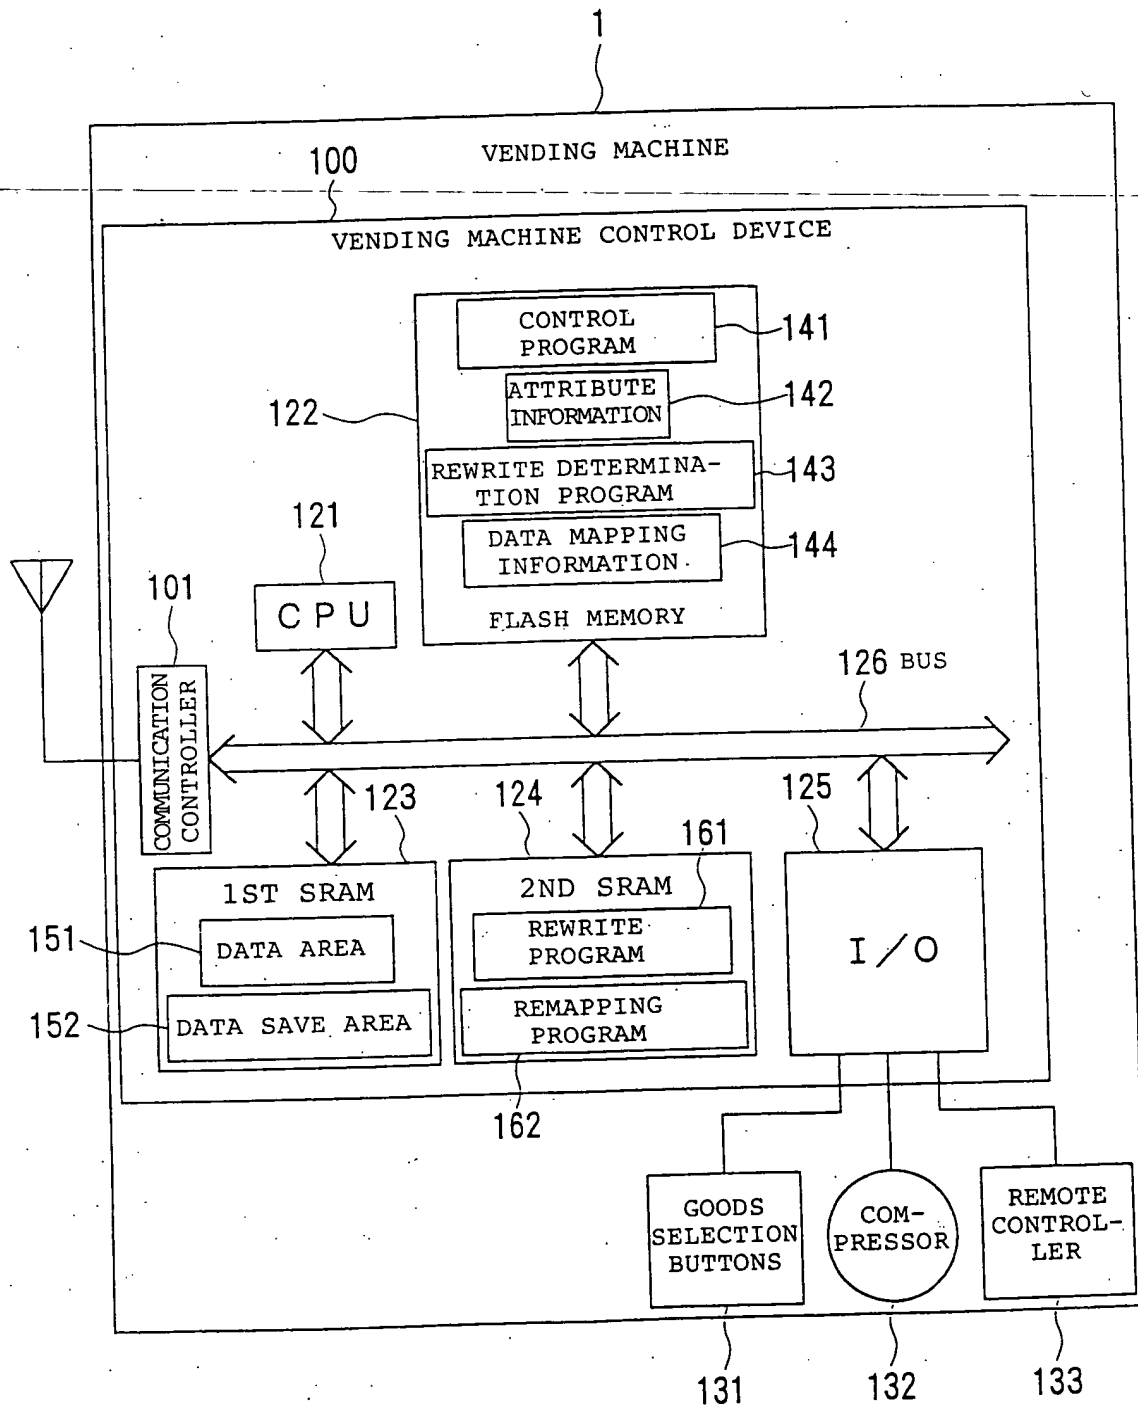 1
VENDING MACHINE
100
VENDING MACHINE CONTROL DEVICE
CONTROL
PROGRAM
141
ATTRIBUTE
INFORMATION
142
122
REWRITE DETERMINA-
TION PROGRAM
143
DATA MAPPING
INFORMATION
144
FLASH MEMORY
121
CPU
101
COMMUNICATION
CONTROLLER
126 BUS
123
124
125
1ST SRAM
151
DATA AREA
152
DATA SAVE AREA
2ND SRAM
161
REWRITE
PROGRAM
REMAPPING
PROGRAM
162
I/O
GOODS
SELECTION
BUTTONS
COM-
PRESSOR
REMOTE
CONTROL-
LER
131
132
133